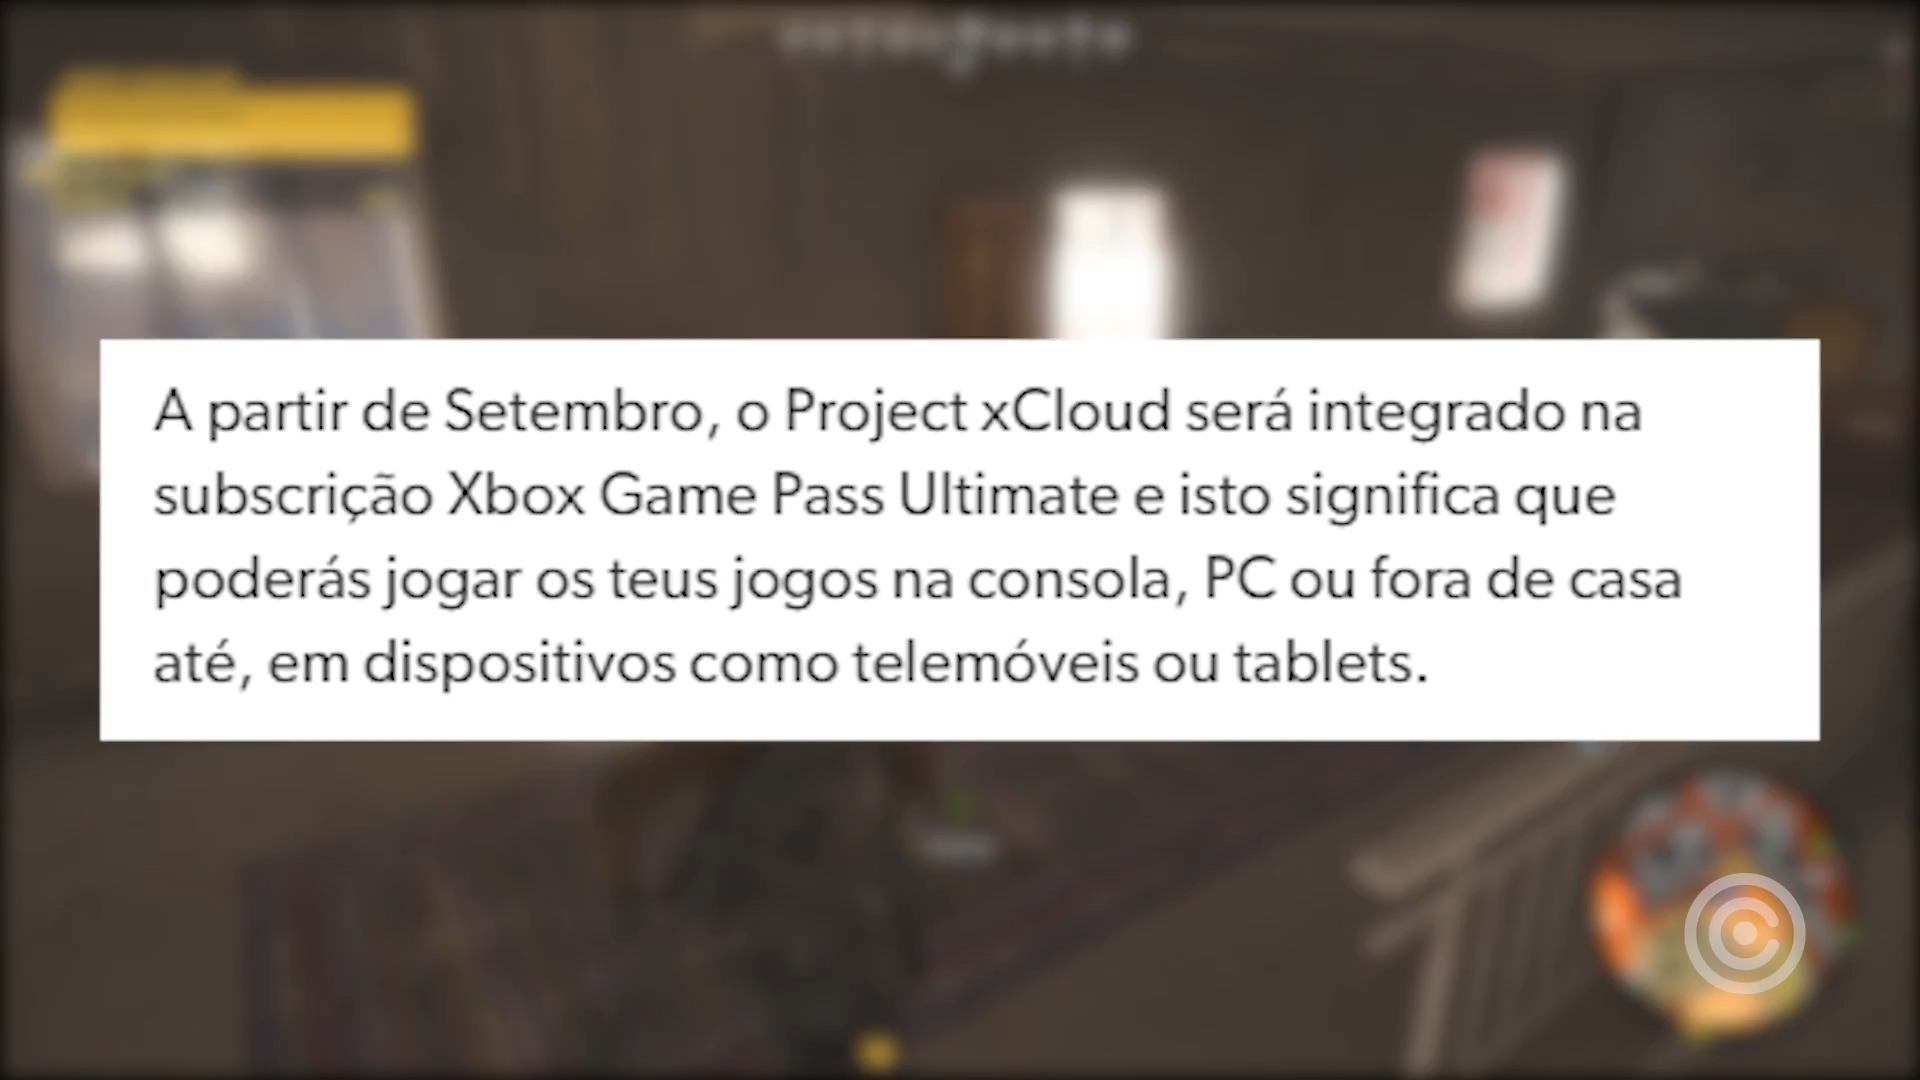 A partir de Setembro, o Project xCloud será integrado na
subscrição Xbox Game Pass Ultimate e isto significa que
poderás jogar os teus jogos na consola, PC ou fora de casa
até, em dispositivos como telemóveis ou tablets.